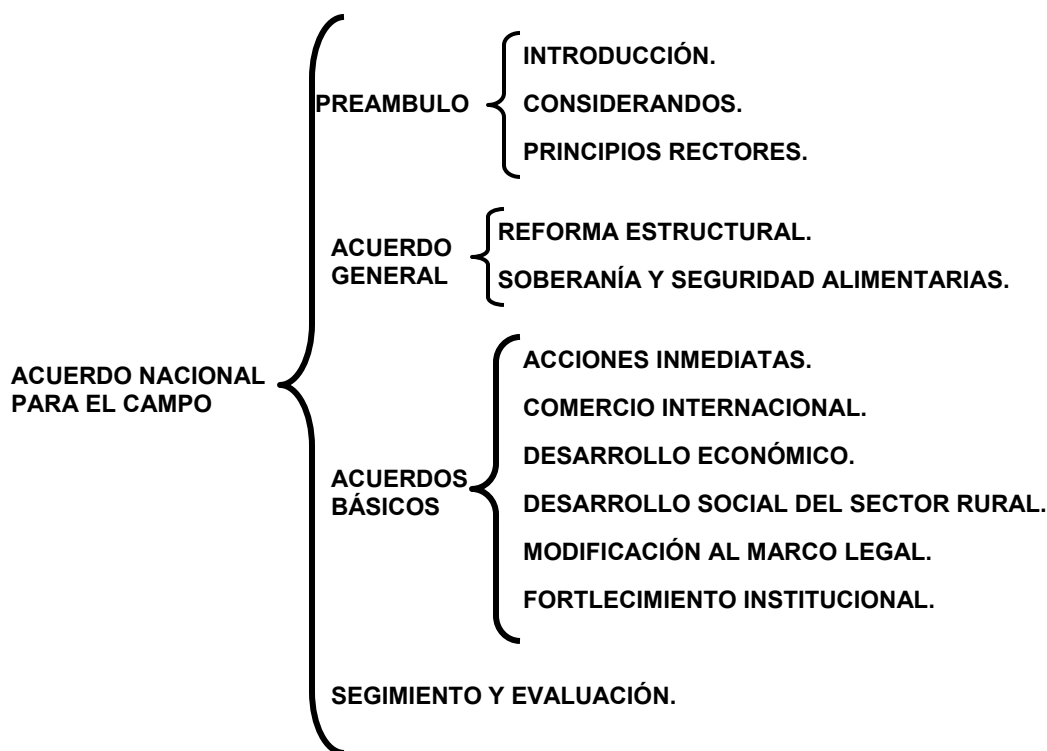 ACUERDO NACIONAL
PARA EL CAMPO
PREAMBULO
INTRODUCCIÓN.
CONSIDERANDOS.
PRINCIPIOS RECTORES.
ACUERDO
GENERAL
REFORMA ESTRUCTURAL.
SOBERANÍA Y SEGURIDAD ALIMENTARIAS.
ACUERDOS
BÁSICOS
ACCIONES INMEDIATAS.
COMERCIO INTERNACIONAL.
DESARROLLO ECONÓMICO.
DESARROLLO SOCIAL DEL SECTOR RURAL.
MODIFICACIÓN AL MARCO LEGAL.
FORTLECIMIENTO INSTITUCIONAL.
SEGIMIENTO Y EVALUACIÓN.